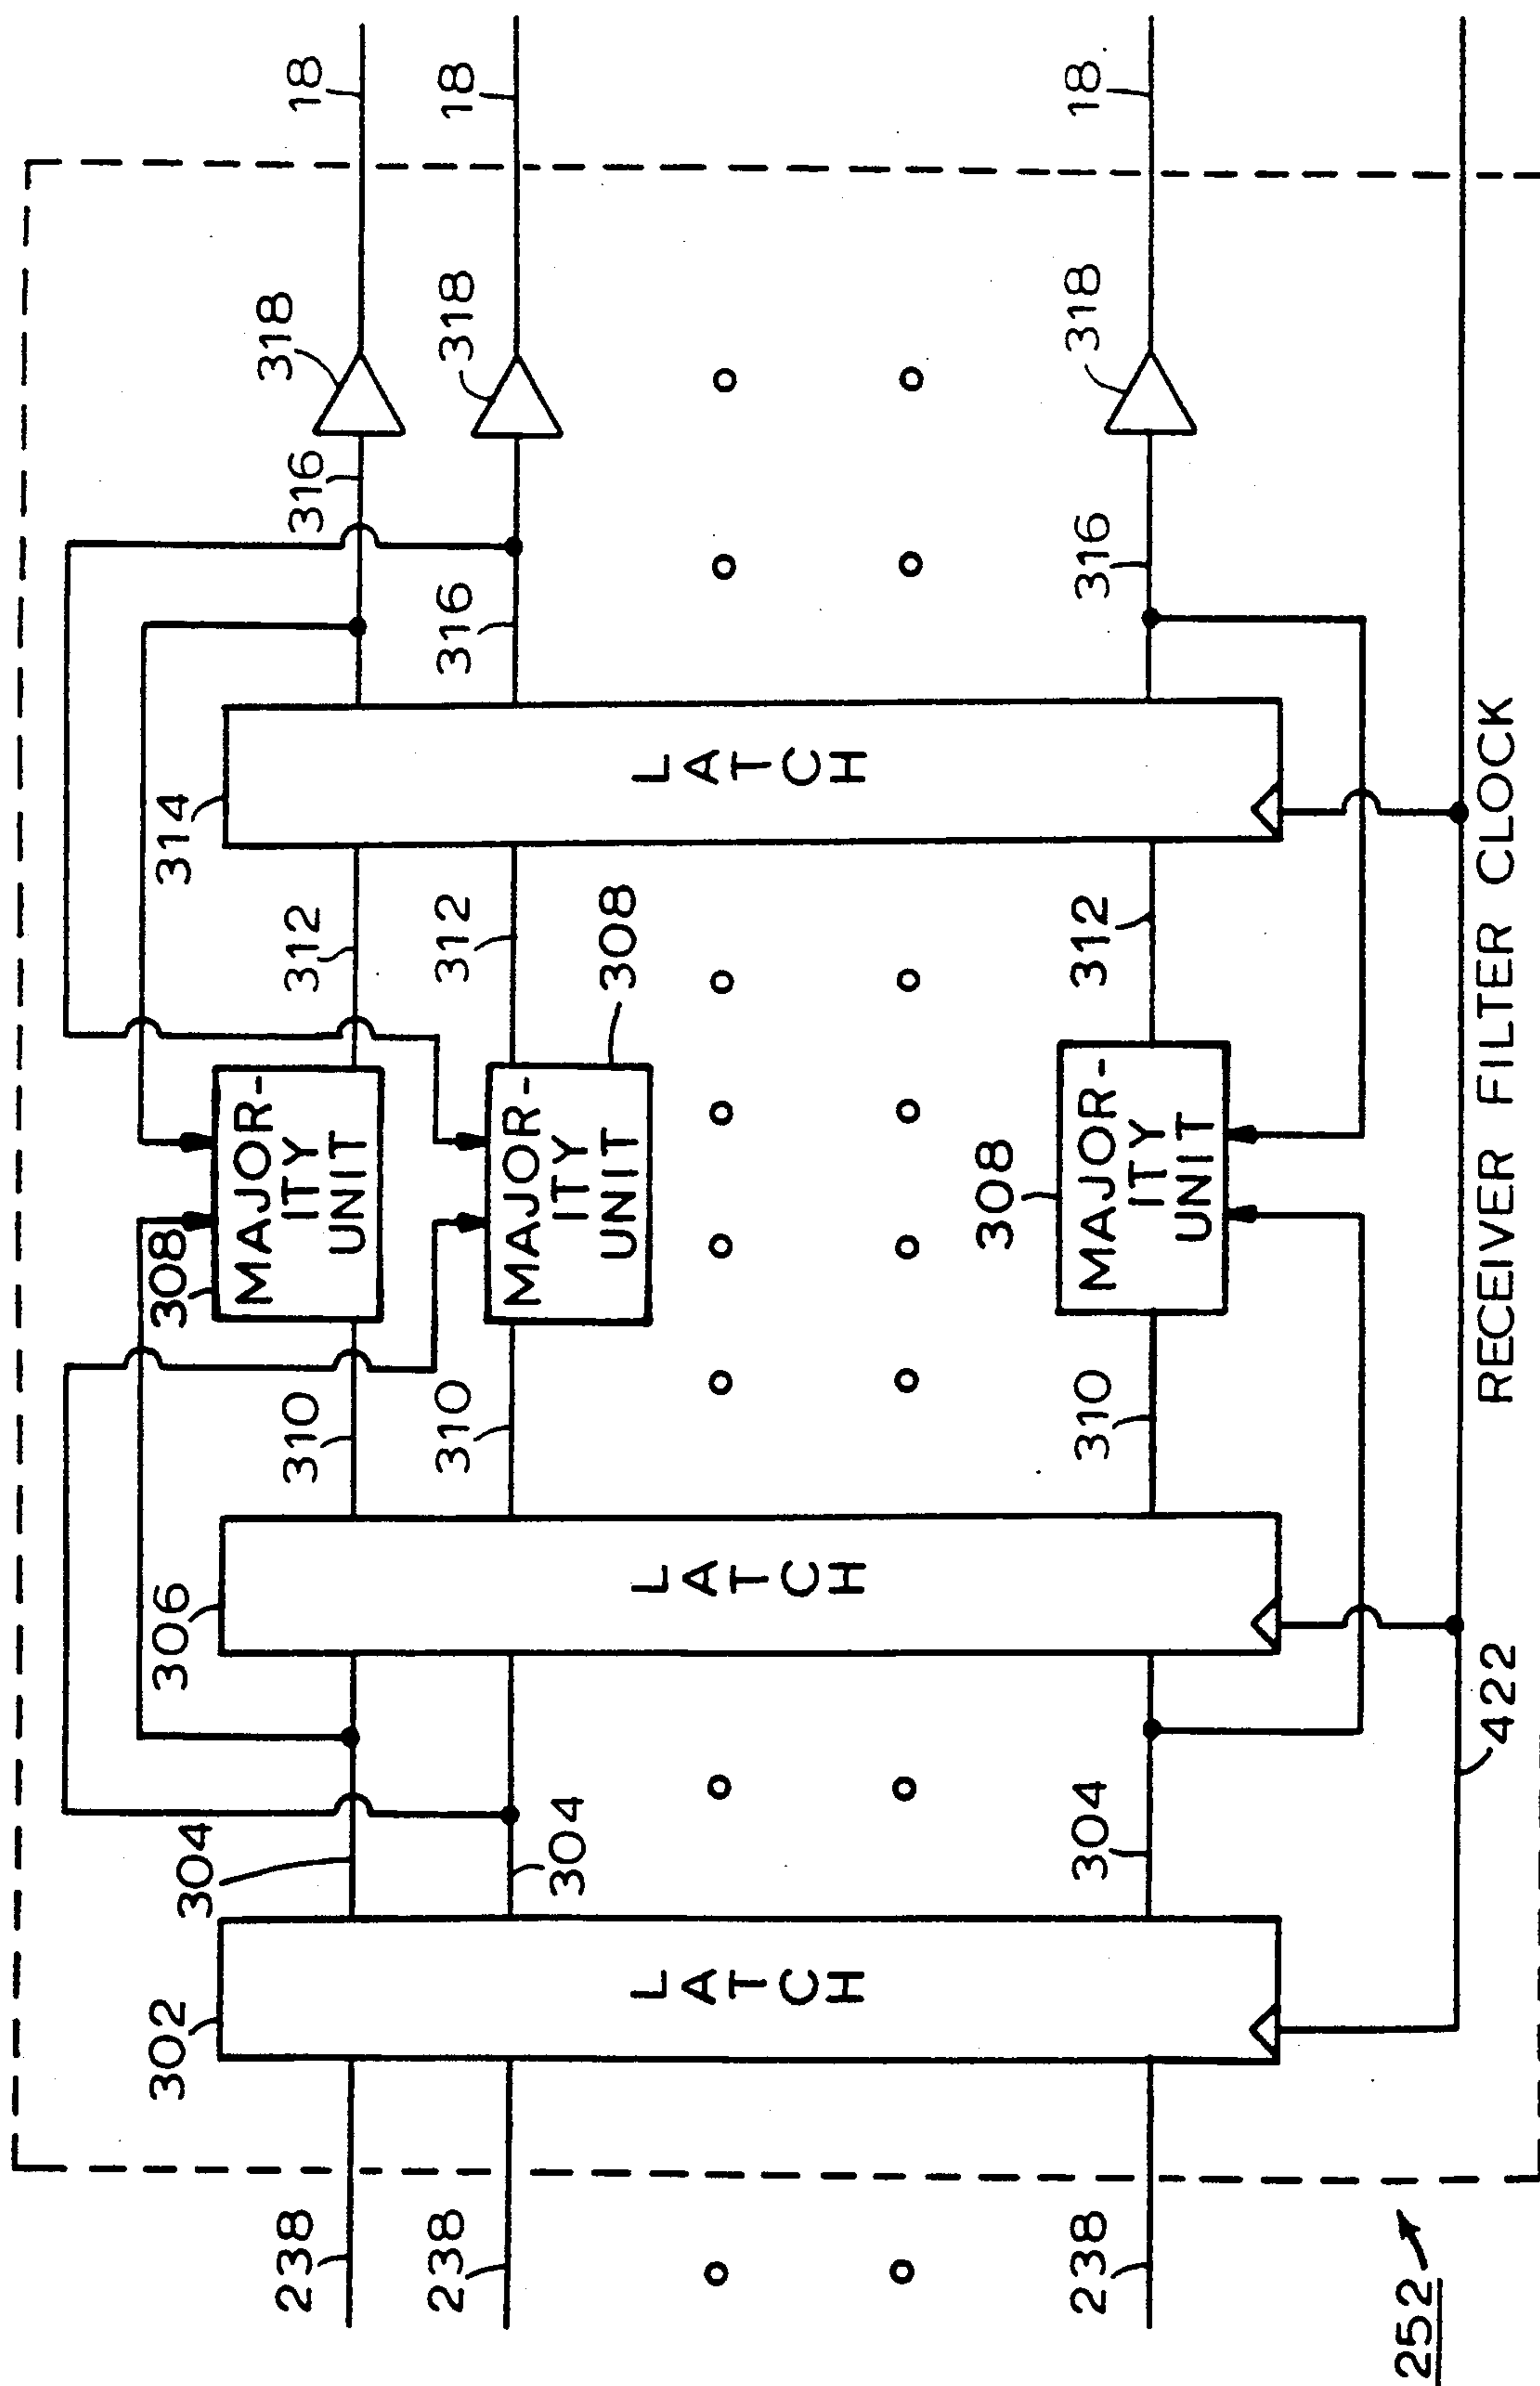 238
238
238
302
304
304
304
LATCH
306
LATCH
310
310
310
308
MAJOR-
ITY
UNIT
MAJOR-
ITY
UNIT
308
308
MAJOR-
ITY
UNIT
312
312
312
314
LATCH
316
316
316
318
318
318
18
18
18
LATCH
422
RECEIVER FILTER CLOCK
252